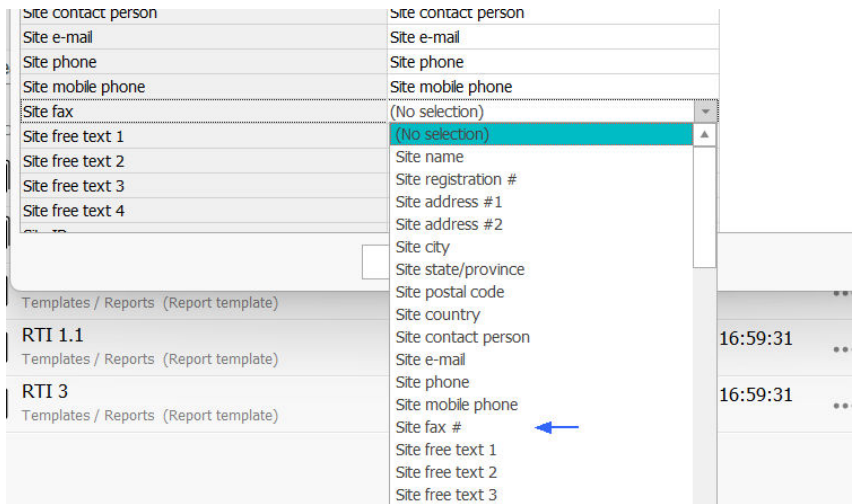 Site contact person Site contact person
Site e-mail Site e-mail
Site phone Site phone
Site mobile phone Site mobile phone
Site fax (No selection)
Site free text 1 (No selection)
Site free text 2 Site name
Site free text 3 Site registration #
Site free text 4 Site address #1
Site address #2
Site city
Site state/province
Site postal code
Site country
Site contact person
Site e-mail
Site phone
Site mobile phone
Site fax #
Site free text 1
Site free text 2
Site free text 3
Templates / Reports (Report template)
RTI 1.1 16:59:31
Templates / Reports (Report template)
RTI 3 16:59:31
Templates / Reports (Report template)